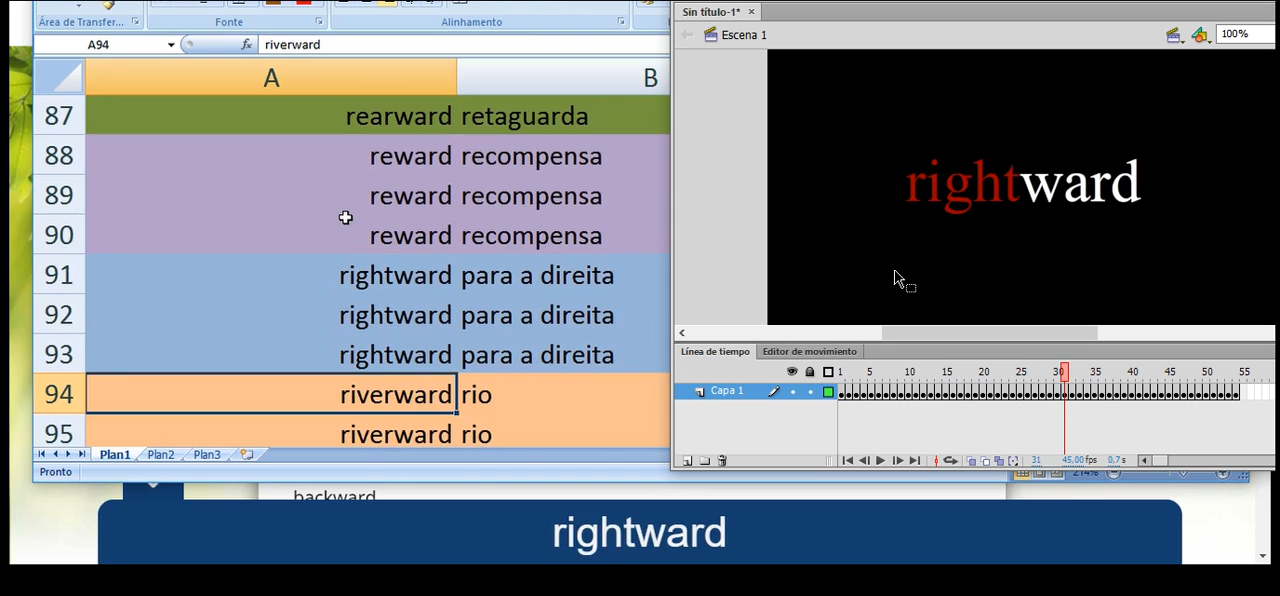 Área de Transfer...
Fonte
Alinhamento
A94
fx
riverward
A
B
87
rearward
retaguarda
88
reward
recompensa
89
reward
recompensa
90
reward
recompensa
91
rightward
para a direita
92
rightward
para a direita
93
rightward
para a direita
94
riverward
rio
95
riverward
rio
Plan1
Plan2
Plan3
Pronto
Sin título-1*
Escena 1
100%
rightward
Línea de tiempo
Editor de movimiento
1 5 10 15 20 25 30 35 40 45 50 55
Capa 1
31
45.00 fps
0.7 s
214%
backward
rightward